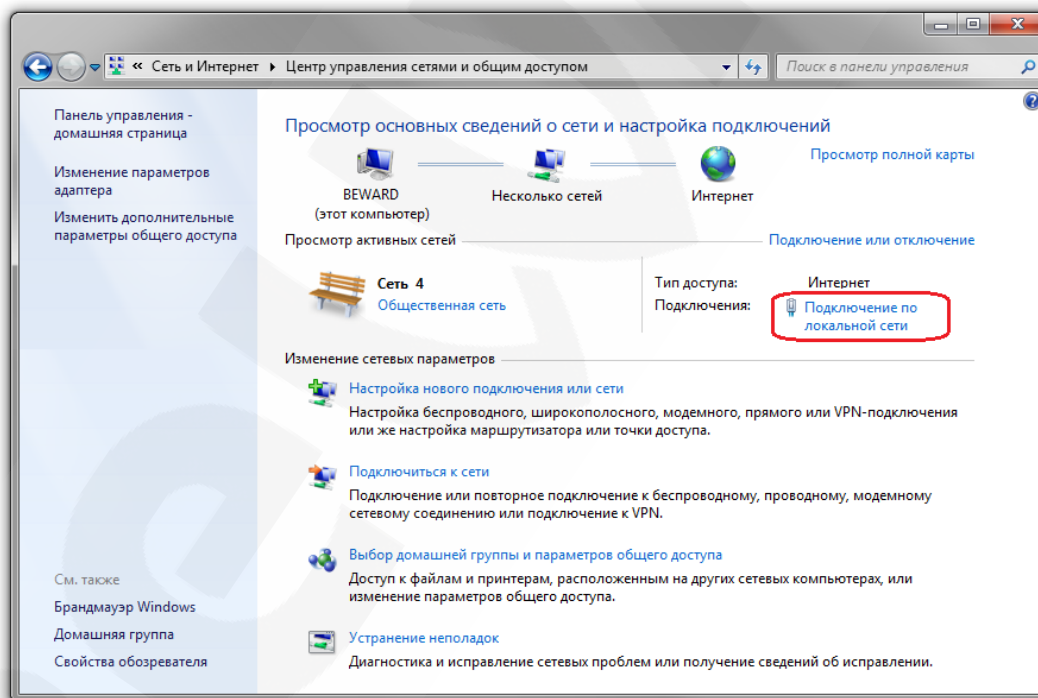 « Сеть и Интернет ▸ Центр управления сетями и общим доступом
Поиск в панели управления
Панель управления -
домашняя страница
Изменение параметров
адаптера
Изменить дополнительные
параметры общего доступа
См. также
Брандмауэр Windows
Домашняя группа
Свойства обозревателя
Просмотр основных сведений о сети и настройка подключений
Просмотр полной карты
BEWARD
(этот компьютер)
Несколько сетей
Интернет
Просмотр активных сетей
Подключение или отключение
Сеть 4
Общественная сеть
Тип доступа: Интернет
Подключения: Подключение по
локальной сети
Изменение сетевых параметров
Настройка нового подключения или сети
Настройка беспроводного, широкополосного, модемного, прямого или VPN-подключения
или же настройка маршрутизатора или точки доступа.
Подключиться к сети
Подключение или повторное подключение к беспроводному, проводному, модемному
сетевому соединению или подключение к VPN.
Выбор домашней группы и параметров общего доступа
Доступ к файлам и принтерам, расположенным на других сетевых компьютерах, или
изменение параметров общего доступа.
Устранение неполадок
Диагностика и исправление сетевых проблем или получение сведений об исправлении.